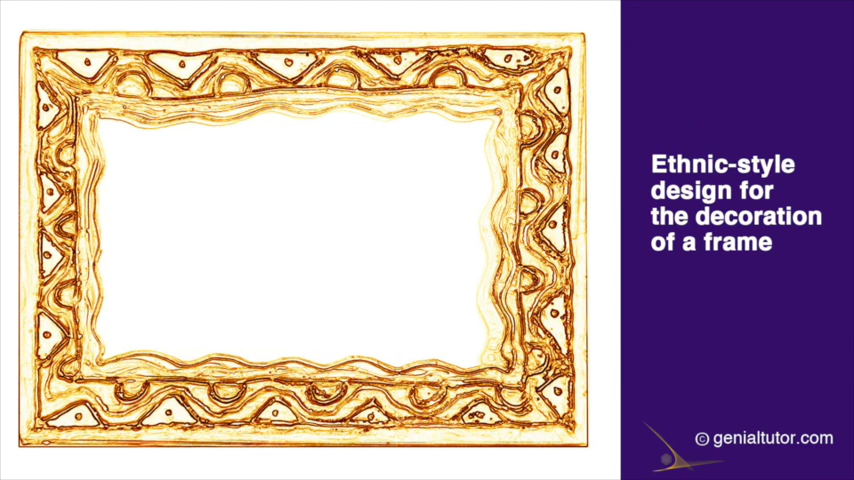 Ethnic-style
design for
the decoration
of a frame
© genialtutor.com